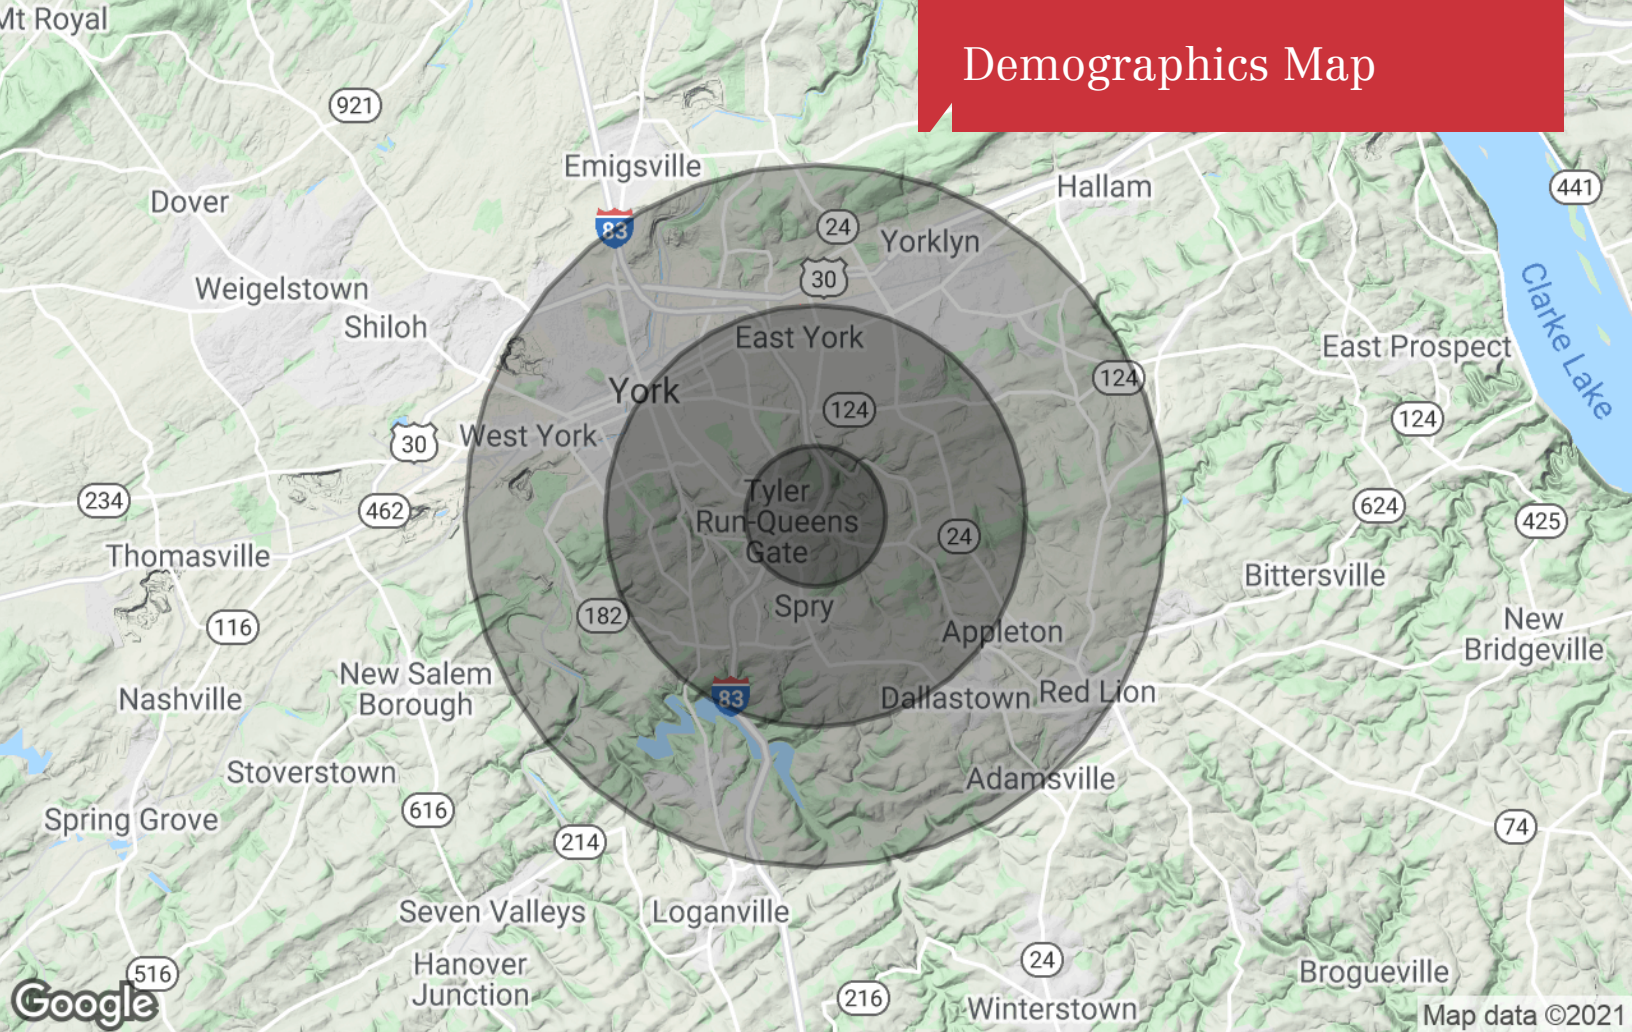 Mt Royal
Demographics Map
921
Emigsville
Hallam
441
Dover
83
24
Yorklyn
30
Weigelstown
Shiloh
East York
Clarke Lake
East Prospect
York
124
124
124
30
West York
234
462
Tyler
Run-Queens
Gate
24
624
425
Thomasville
Bittersville
116
182
Spry
Appleton
New
Bridgeville
New Salem
Borough
Nashville
83
Dallastown
Red Lion
Stoverstown
Adamsville
Spring Grove
616
214
74
Seven Valleys
Loganville
Hanover
Junction
516
24
Brogueville
Google
216
Winterstown
Map data ©2021